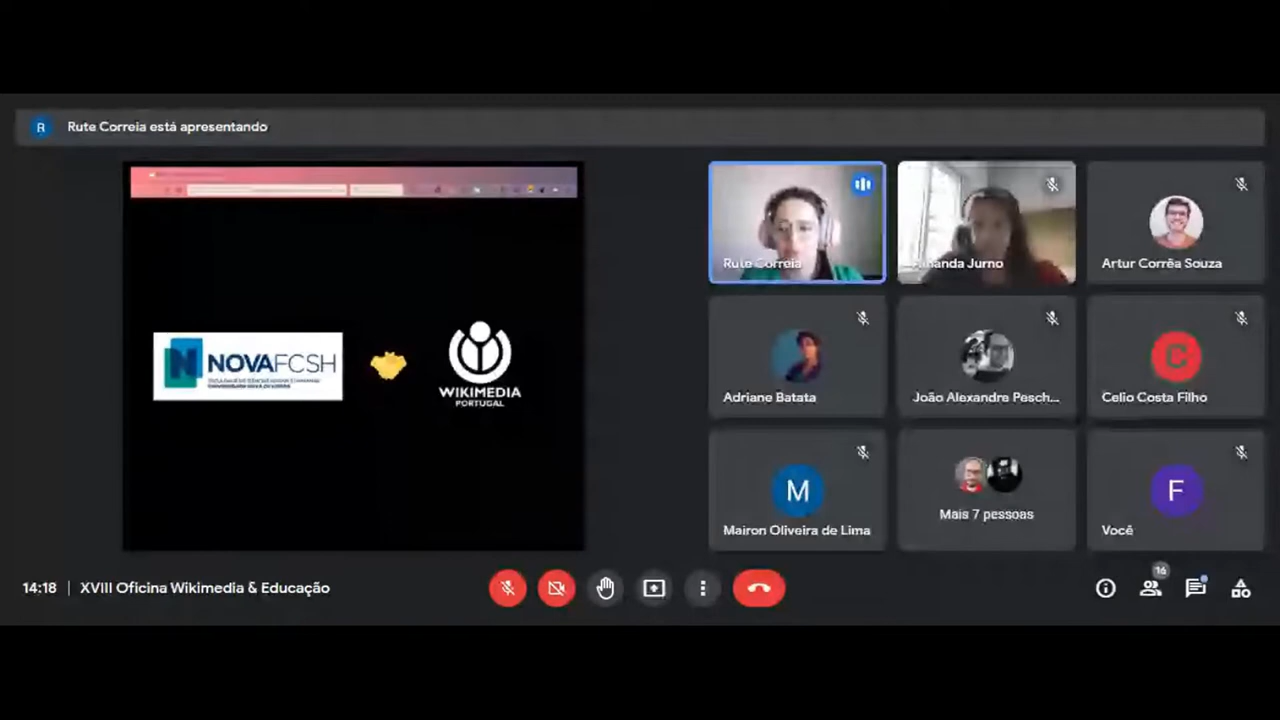 R
Rute Correia está apresentando
NOVAFCSH
WIKIMEDIA
PORTUGAL
Rute Correia
Jurno
Artur Corrêa Souza
Adriane Batata
João Alexandre Pesch...
C
Celio Costa Filho
M
Mairon Oliveira de Lima
Mais 7 pessoas
F
Você
14:18 | XVIII Oficina Wikimedia & Educação
16